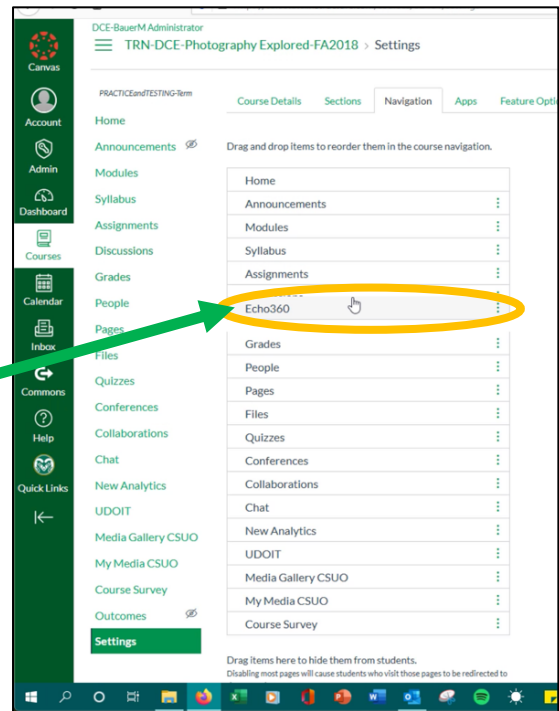 DCE-BauerM Administrator
TRN-DCE-Photography Explored-FA2018 > Settings
Canvas
Account
Admin
Dashboard
Courses
Calendar
Inbox
Commons
Help
Quick Links
PRACTICEandTESTING-Term
Home
Announcements
Modules
Syllabus
Assignments
Discussions
Grades
People
Pages
Files
Quizzes
Conferences
Collaborations
Chat
New Analytics
UDOIT
Media Gallery CSUO
My Media CSUO
Course Survey
Outcomes
Settings
Course Details Sections Navigation Apps Feature Opti
Drag and drop items to reorder them in the course navigation.
Home
Announcements
Modules
Syllabus
Assignments
Echo360
Grades
People
Pages
Files
Quizzes
Conferences
Collaborations
Chat
New Analytics
UDOIT
Media Gallery CSUO
My Media CSUO
Course Survey
Drag items here to hide them from students.
Disabling most pages will cause students who visit those pages to be redirected to